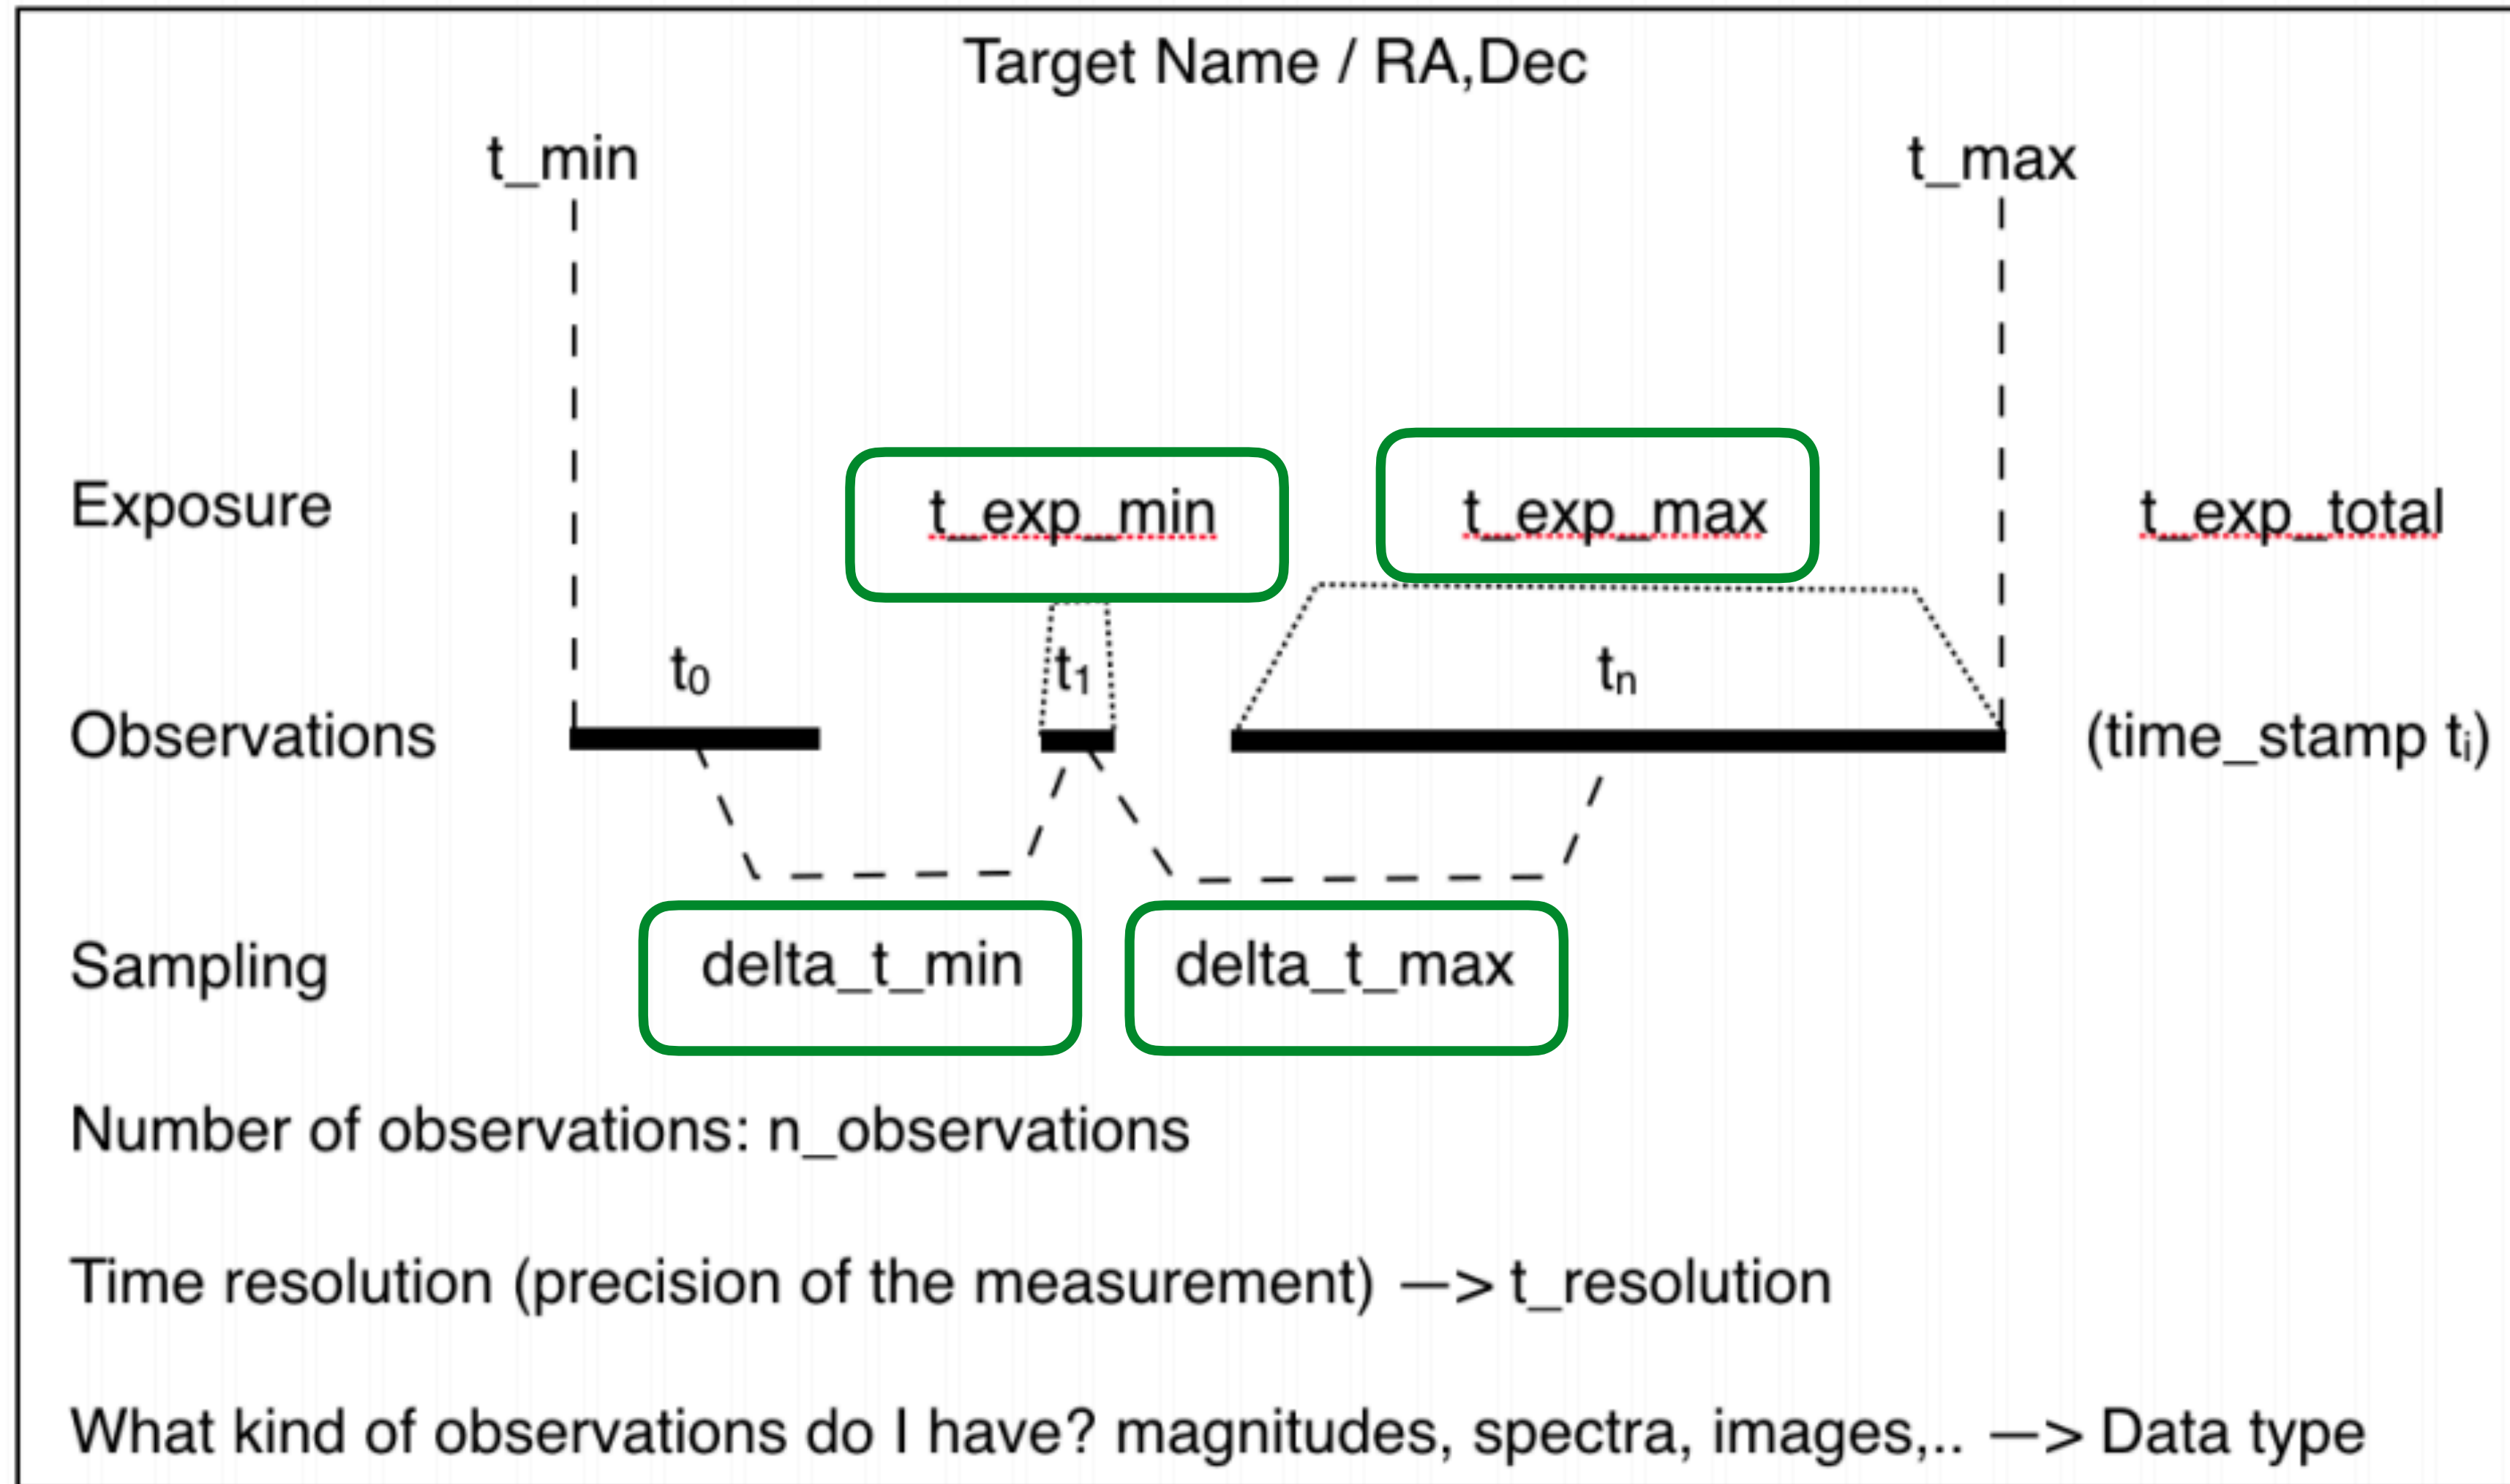 Target Name / RA,Dec
t_min t_max
Exposure t_exp_min t_exp_max t_exp_total
t₀ t₁ tₙ
Observations (time_stamp tᵢ)
Sampling delta_t_min delta_t_max
Number of observations: n_observations
Time resolution (precision of the measurement) —> t_resolution
What kind of observations do I have? magnitudes, spectra, images,.. —> Data type